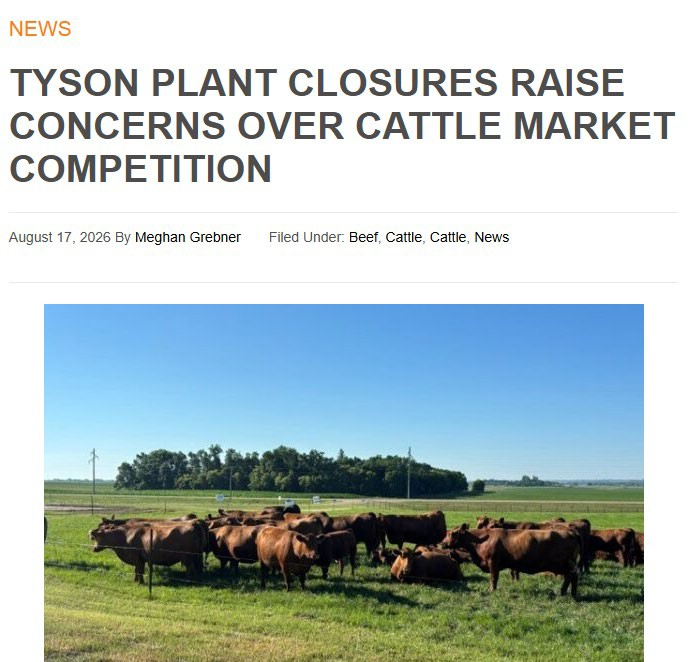 NEWS
TYSON PLANT CLOSURES RAISE
CONCERNS OVER CATTLE MARKET
COMPETITION
August 17, 2026 By Meghan Grebner Filed Under: Beef, Cattle, Cattle, News